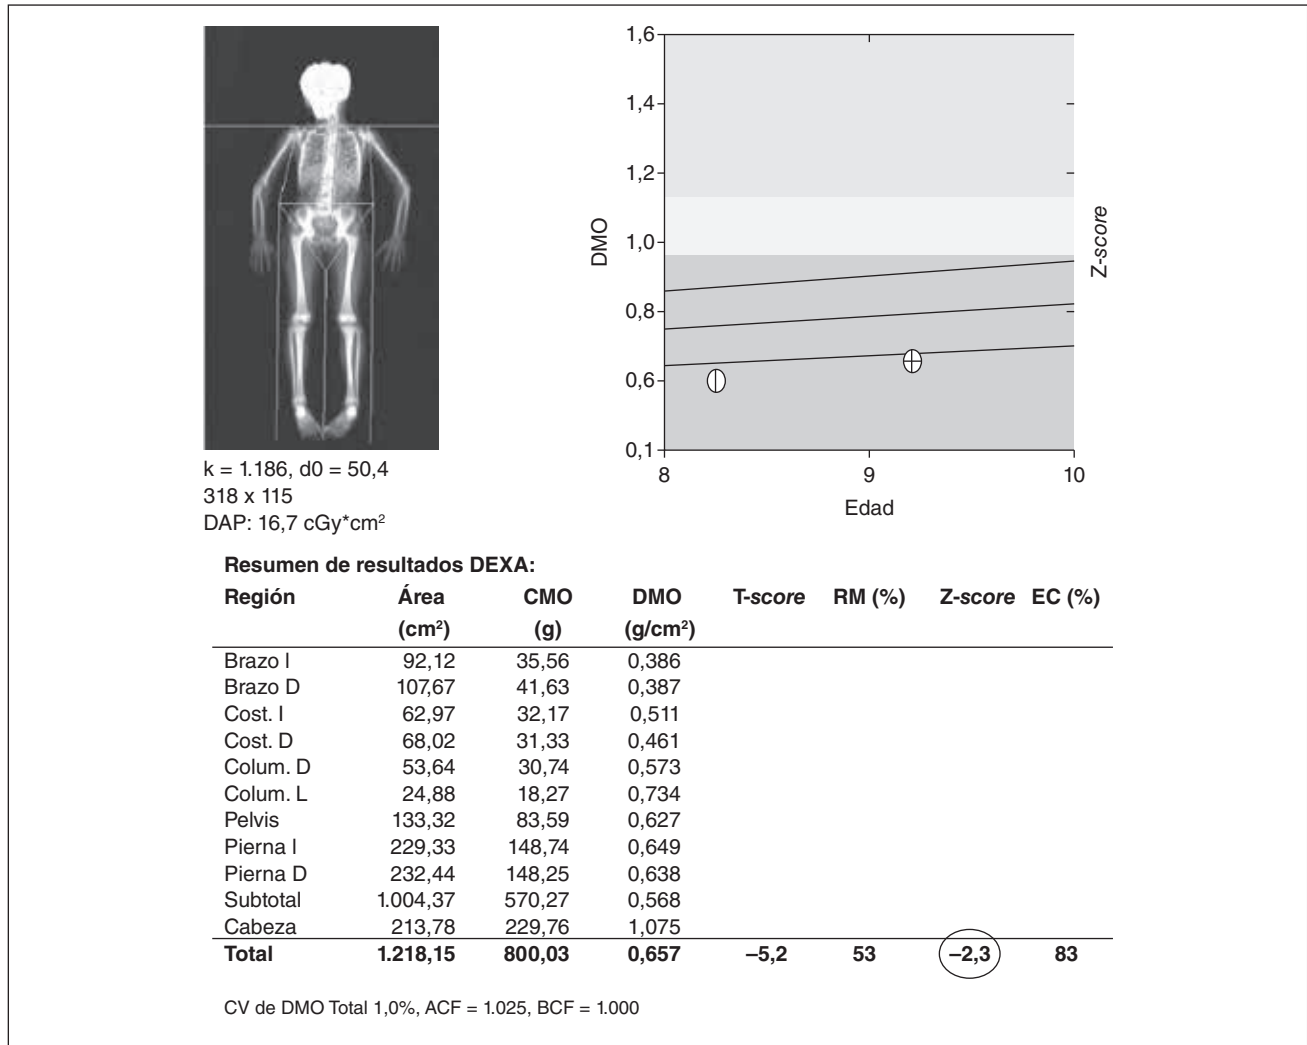 1,6
1,4
1,2
1,0
0,8
0,6
0,1
DMO
Z-score
8 9 10
Edad
k = 1.186, d0 = 50,4
318 x 115
DAP: 16,7 cGy*cm²
Resumen de resultados DEXA:
Región Área CMO DMO T-score RM (%) Z-score EC (%)
(cm²) (g) (g/cm²)
Brazo I 92,12 35,56 0,386
Brazo D 107,67 41,63 0,387
Cost. I 62,97 32,17 0,511
Cost. D 68,02 31,33 0,461
Colum. D 53,64 30,74 0,573
Colum. L 24,88 18,27 0,734
Pelvis 133,32 83,59 0,627
Pierna I 229,33 148,74 0,649
Pierna D 232,44 148,25 0,638
Subtotal 1.004,37 570,27 0,568
Cabeza 213,78 229,76 1,075
Total 1.218,15 800,03 0,657 –5,2 53 –2,3 83
CV de DMO Total 1,0%, ACF = 1.025, BCF = 1.000